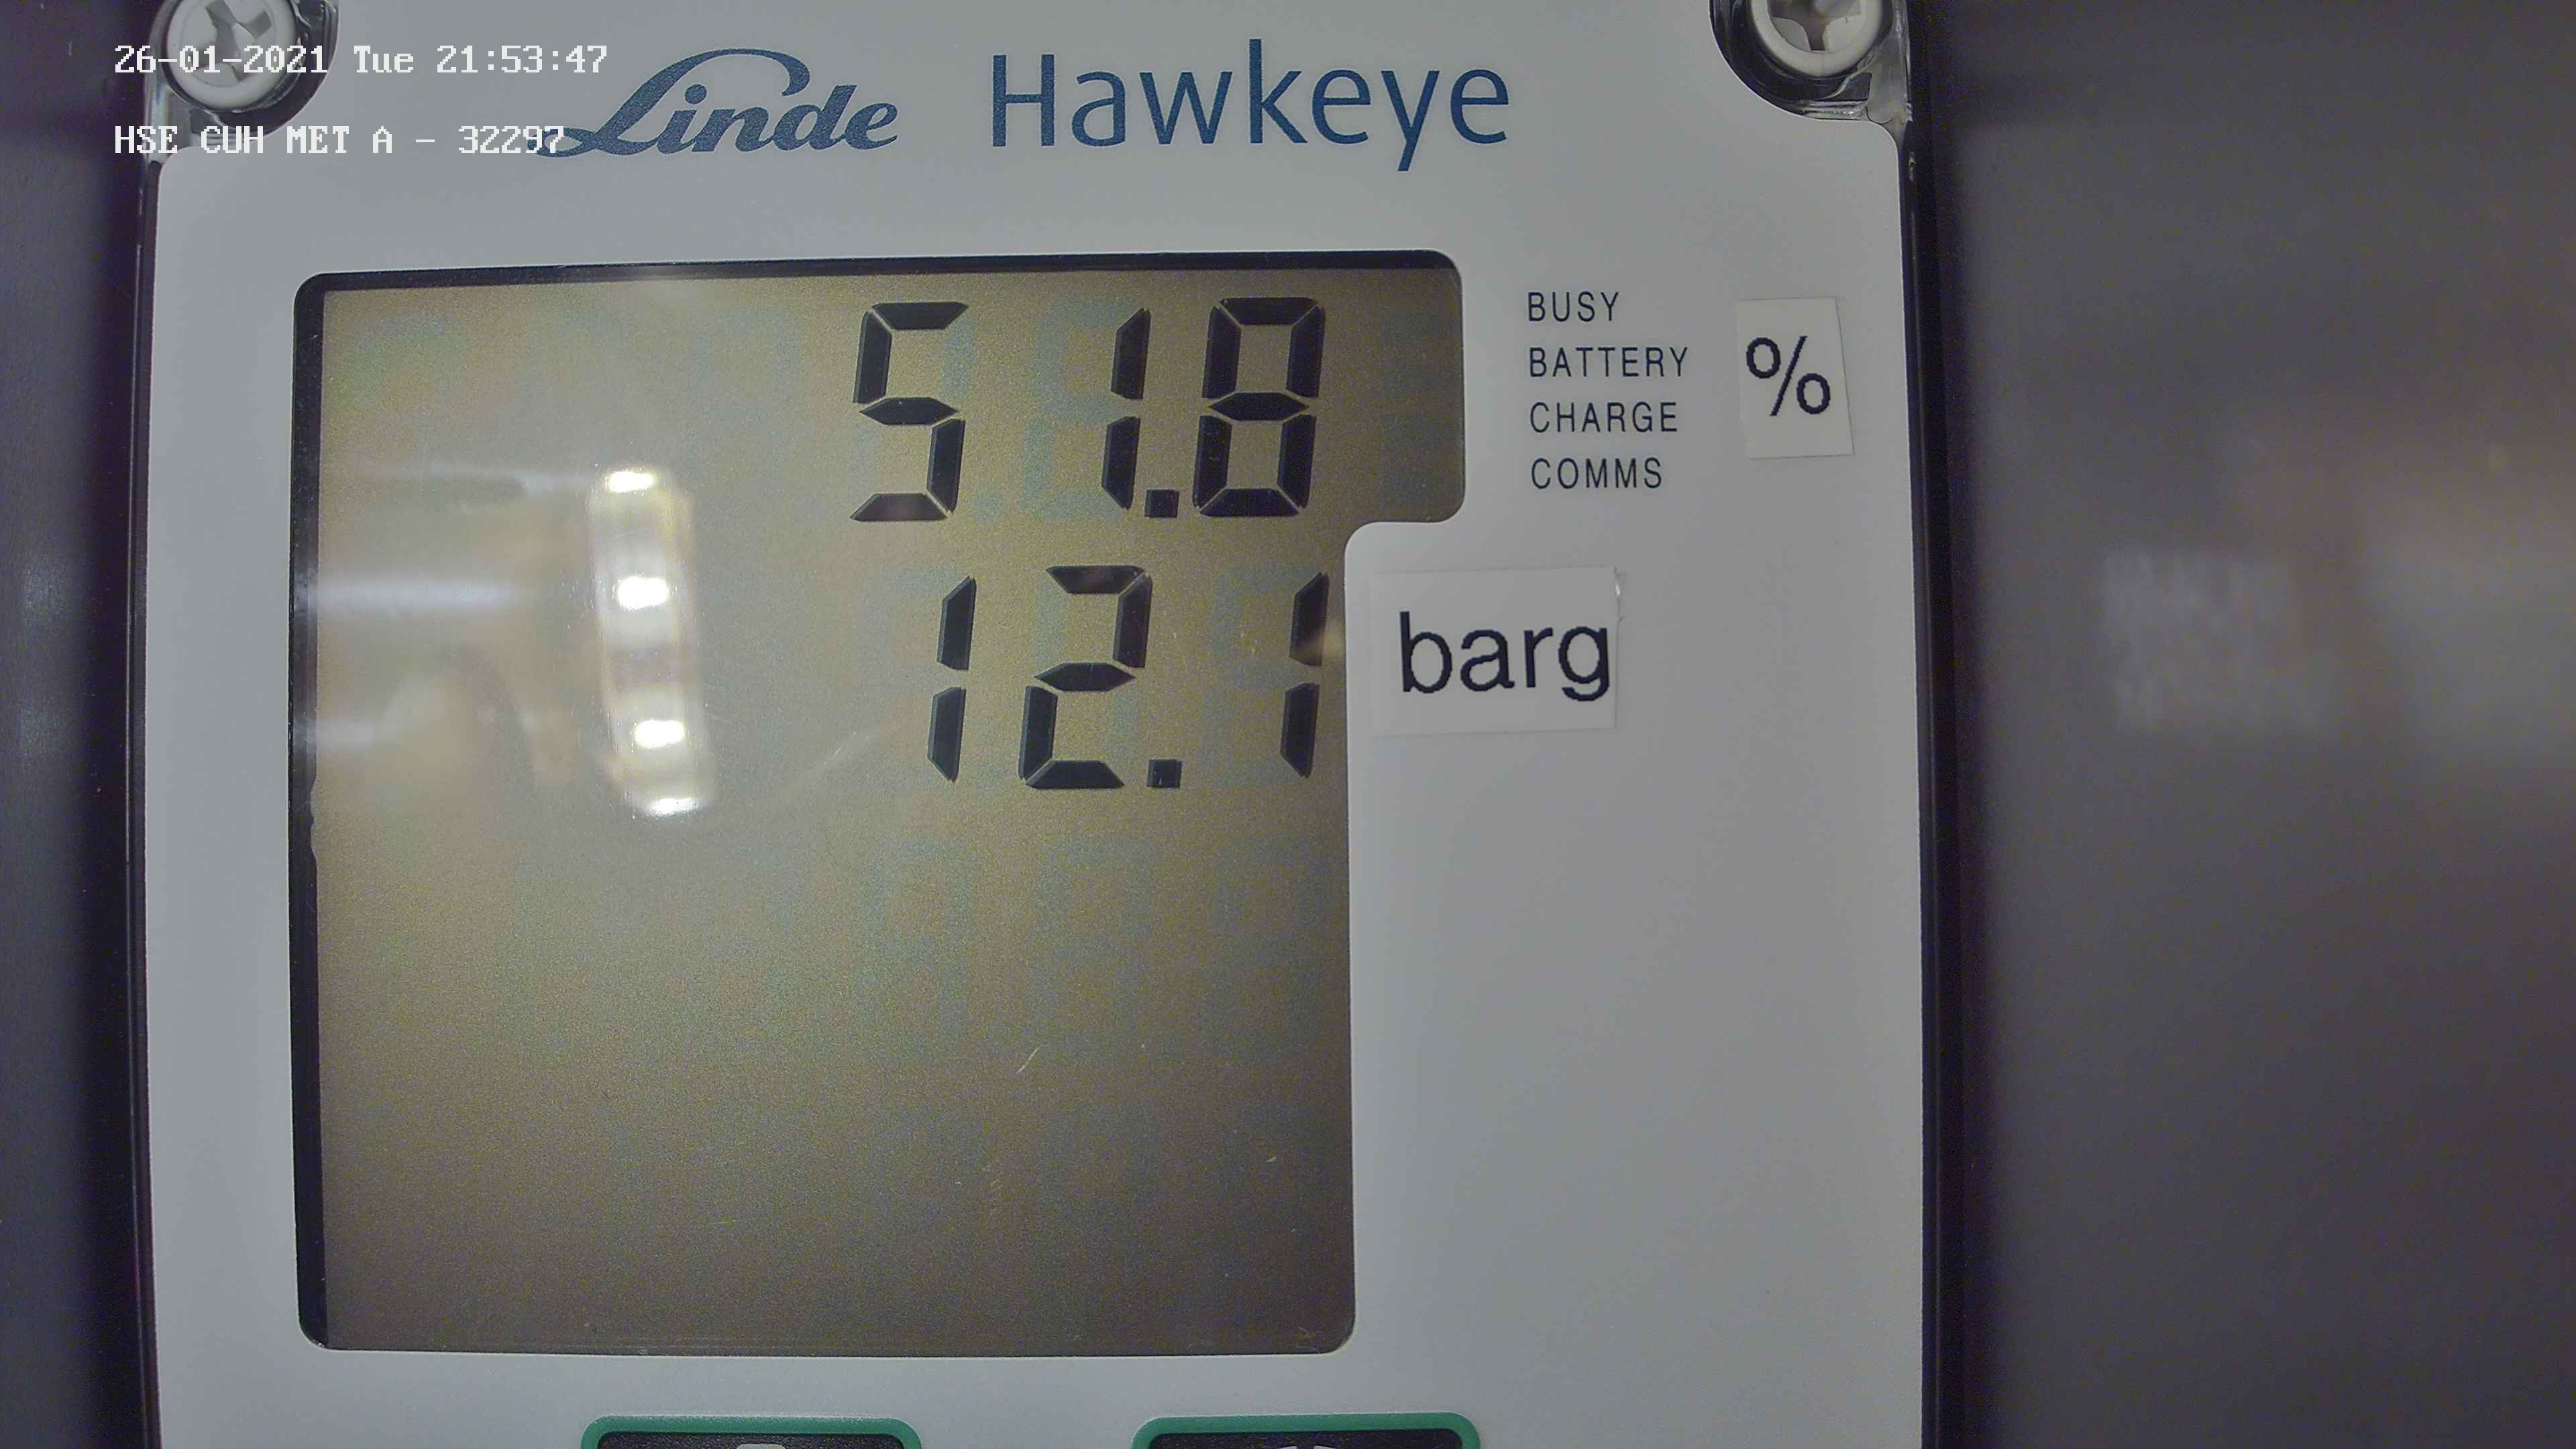 26-01-2021 Tue 21:53:47
Linde Hawkeye
HSE CUH MET A - 32297
51.8
BUSY
BATTERY
CHARGE
COMMS
%
12.1
barg